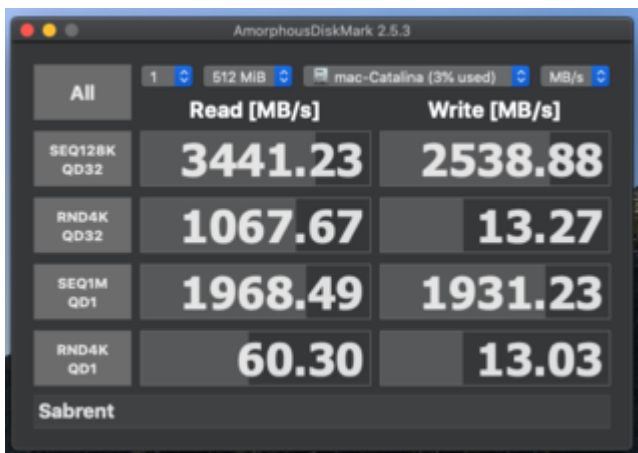 AmorphousDiskMark 2.5.3
All
1 512 MiB mac-Catalina (3% used) MB/s
Read [MB/s] Write [MB/s]
SEQ128K
QD32
3441.23 2538.88
RND4K
QD32
1067.67 13.27
SEQ1M
QD1
1968.49 1931.23
RND4K
QD1
60.30 13.03
Sabrent